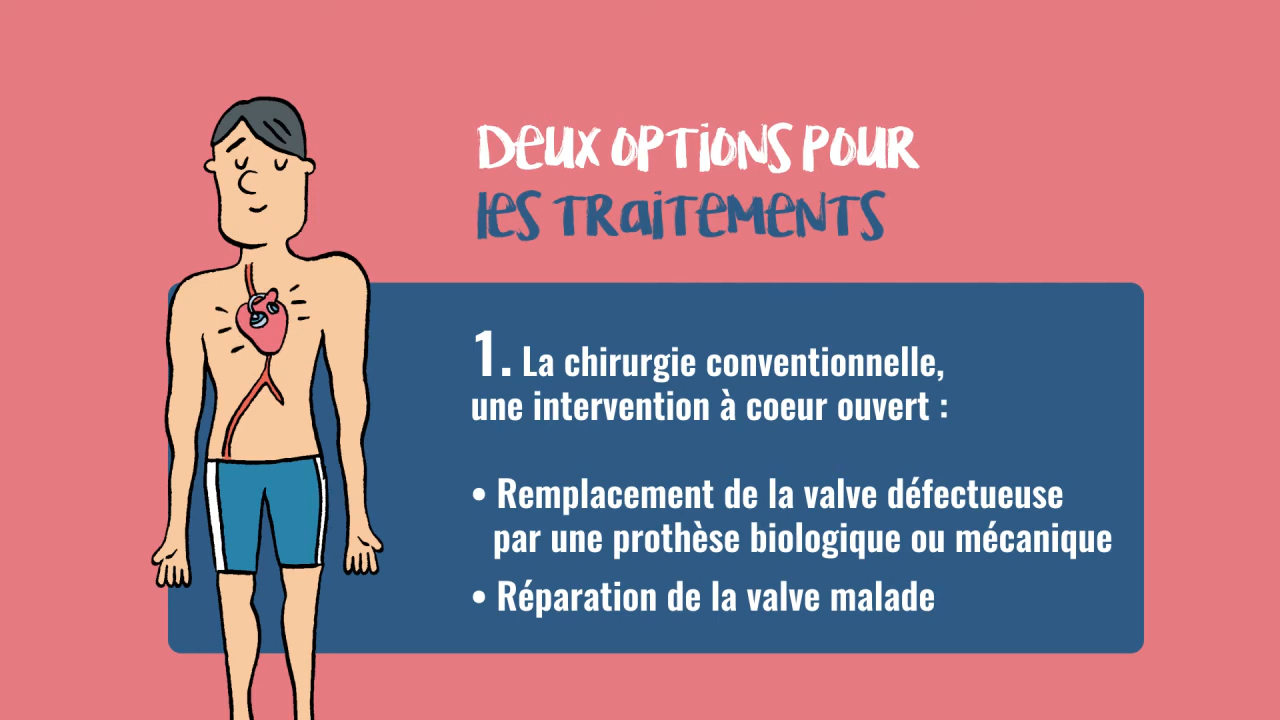 Deux options pour
les traitements
1. La chirurgie conventionnelle,
une intervention à coeur ouvert :
• Remplacement de la valve défectueuse
par une prothèse biologique ou mécanique
• Réparation de la valve malade